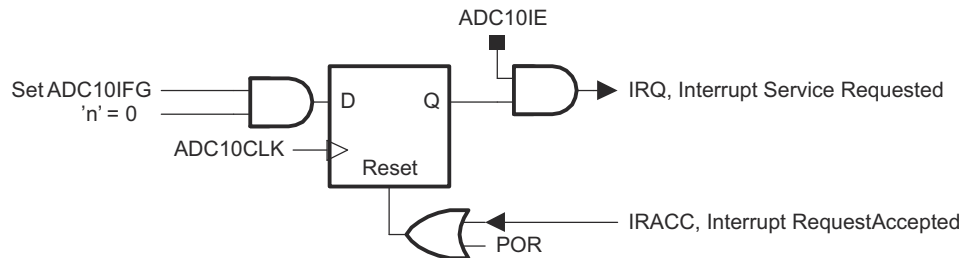 ADC10IE
Set ADC10IFG
'n' = 0
D
Q
IRQ, Interrupt Service Requested
ADC10CLK
Reset
IRACC, Interrupt RequestAccepted
POR